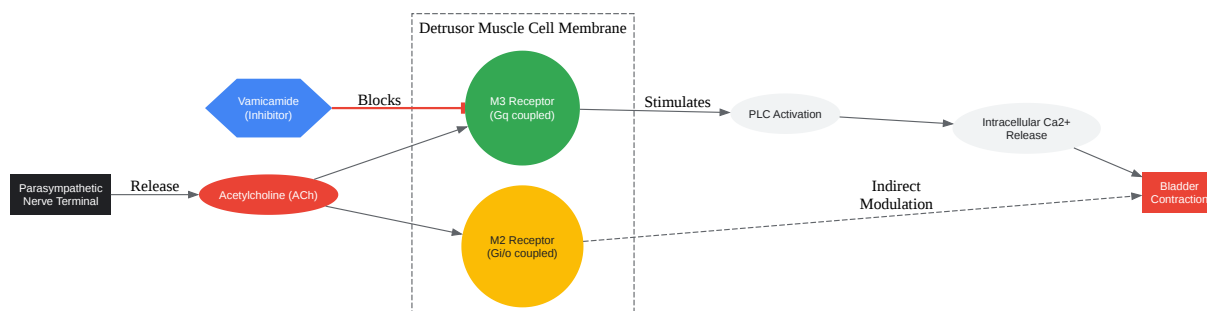 Detrusor Muscle Cell Membrane
Vamicamide
(Inhibitor)
Blocks
M3 Receptor
(Gq coupled)
Stimulates
PLC Activation
Intracellular Ca2+
Release
Parasympathetic
Nerve Terminal
Release
Acetylcholine (ACh)
M2 Receptor
(Gi/o coupled)
Indirect
Modulation
Bladder
Contraction